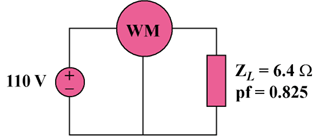 WM
110 V
+
−
Z_L = 6.4 Ω
pf = 0.825